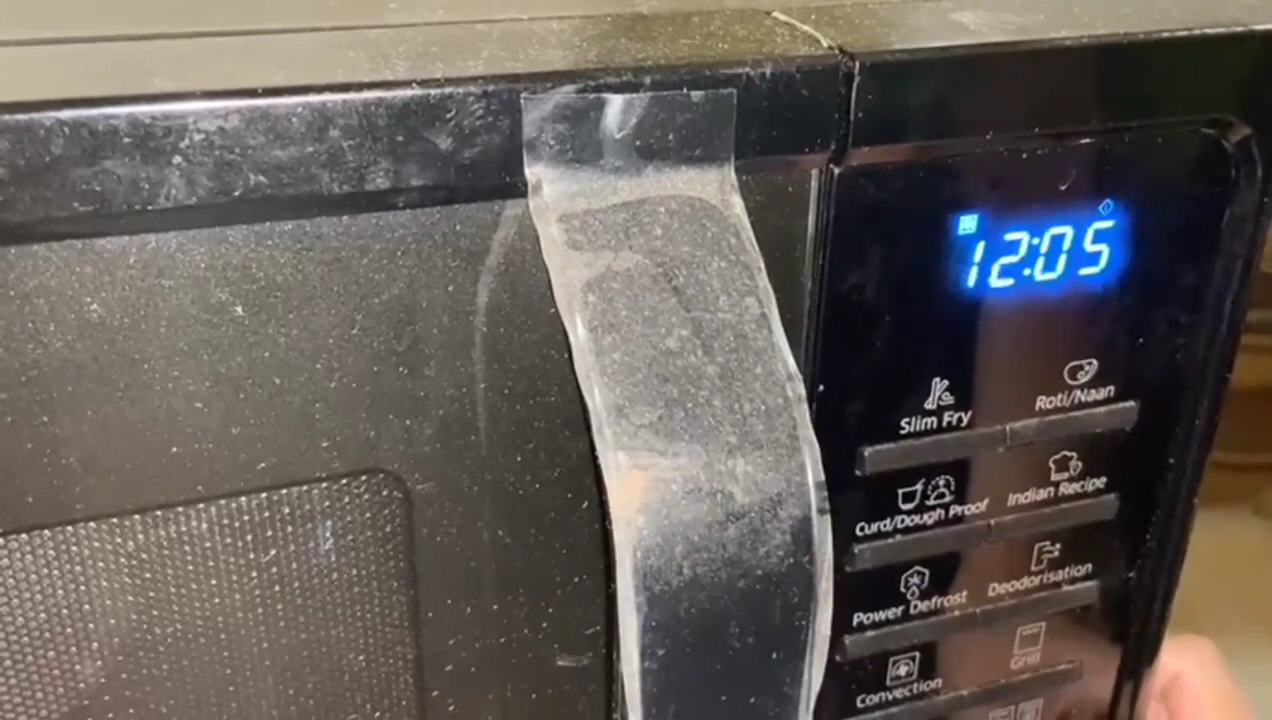 12:05
Slim Fry
Roti/Naan
Curd/Dough Proof
Indian Recipe
Power Defrost
Deodorisation
Convection
Grill